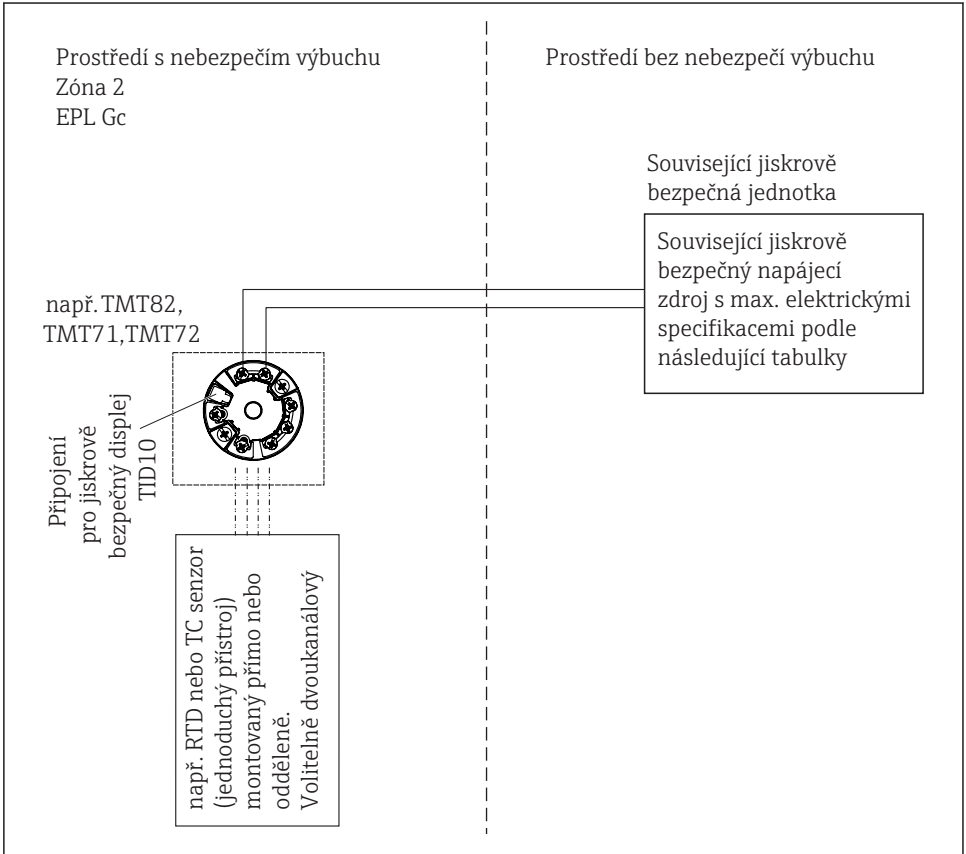 Prostředí s nebezpečím výbuchu
Zóna 2
EPL Gc
Prostředí bez nebezpečí výbuchu
Související jiskrově
bezpečná jednotka
Související jiskrově
bezpečný napájecí
zdroj s max. elektrickými
specifikacemi podle
následující tabulky
např. TMT82,
TMT71,TMT72
Připojení
pro jiskrově
bezpečný displej
TID10
např. RTD nebo TC senzor
(jednoduchý přístroj)
montovaný přímo nebo
odděleně.
Volitelně dvoukanálový